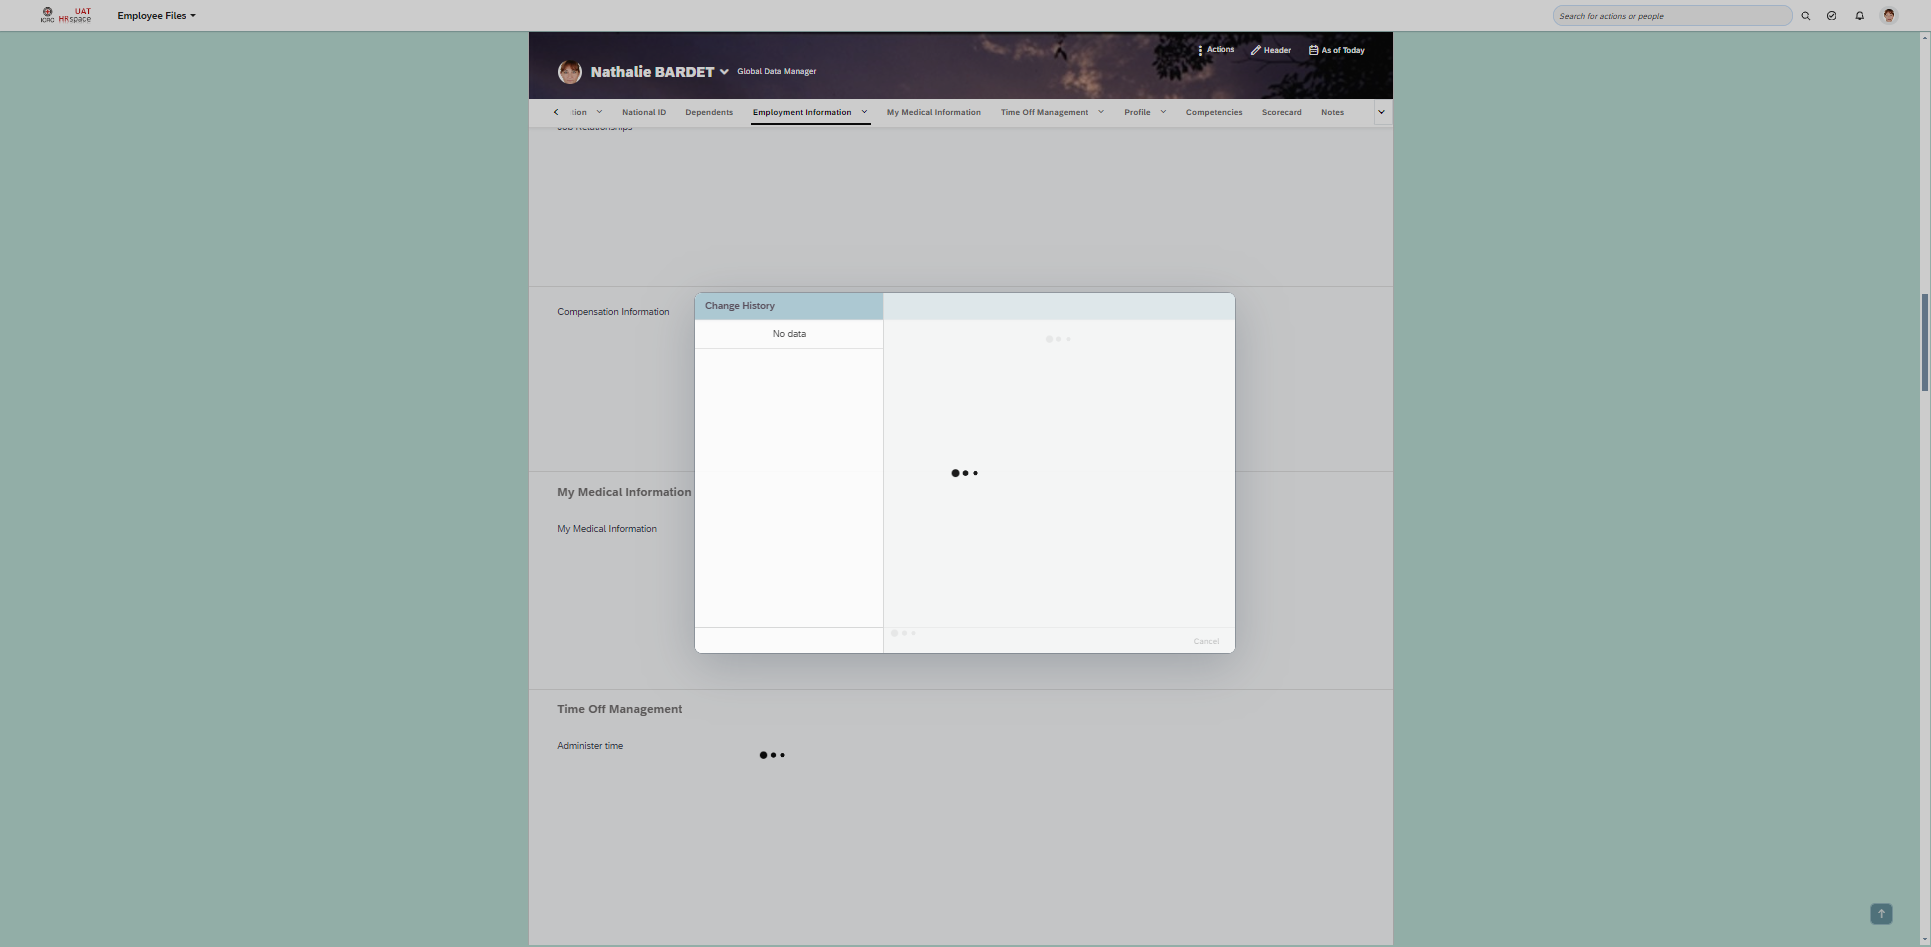 ICRC
UAT
HRspace
Employee Files
Search for actions or people
Actions
Header
As of Today
Nathalie BARDET
Global Data Manager
tion
National ID
Dependents
Employment Information
My Medical Information
Time Off Management
Profile
Competencies
Scorecard
Notes
Job Relationships
Compensation Information
Change History
No data
My Medical Information
My Medical Information
Cancel
Time Off Management
Administer time